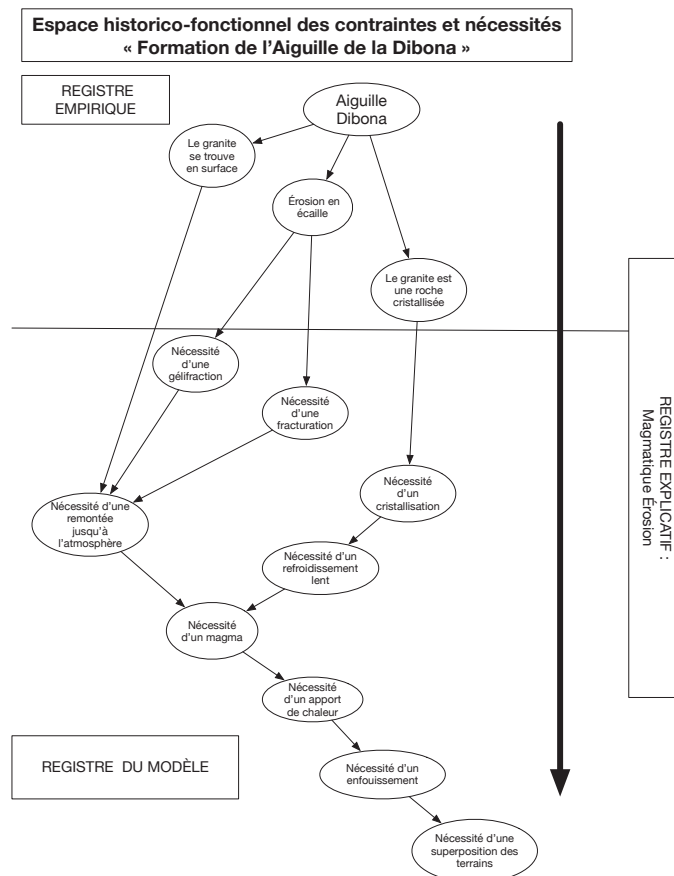 Espace historico-fonctionnel des contraintes et nécessités
« Formation de l'Aiguille de la Dibona »
REGISTRE
EMPIRIQUE
Aiguille
Dibona
Le granite
se trouve
en surface
Érosion en
écaille
Le granite est
une roche
cristallisée
Nécessité
d'une
gélifraction
Nécessité
d'une
fracturation
REGISTRE EXPLICATIF :
Magmatique Érosion
Nécessité
d'un
cristallisation
Nécessité d'une
remontée
jusqu'à
l'atmosphère
Nécessité d'un
refroidissement
lent
Nécessité
d'un magma
Nécessité
d'un apport
de chaleur
REGISTRE DU MODÈLE
Nécessité d'un
enfouissement
Nécessité d'une
superposition des
terrains